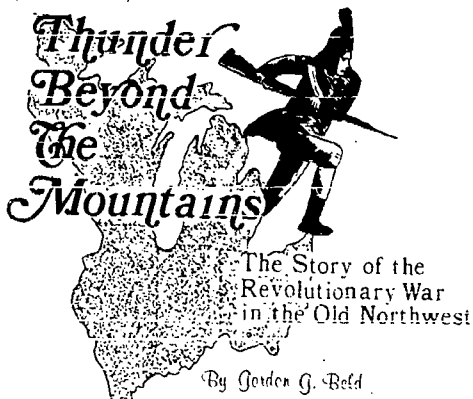 Thunder
Beyond
The
Mountains
The Story of the
Revolutionary War
in the Old Northwest
By Gordon G. Beld